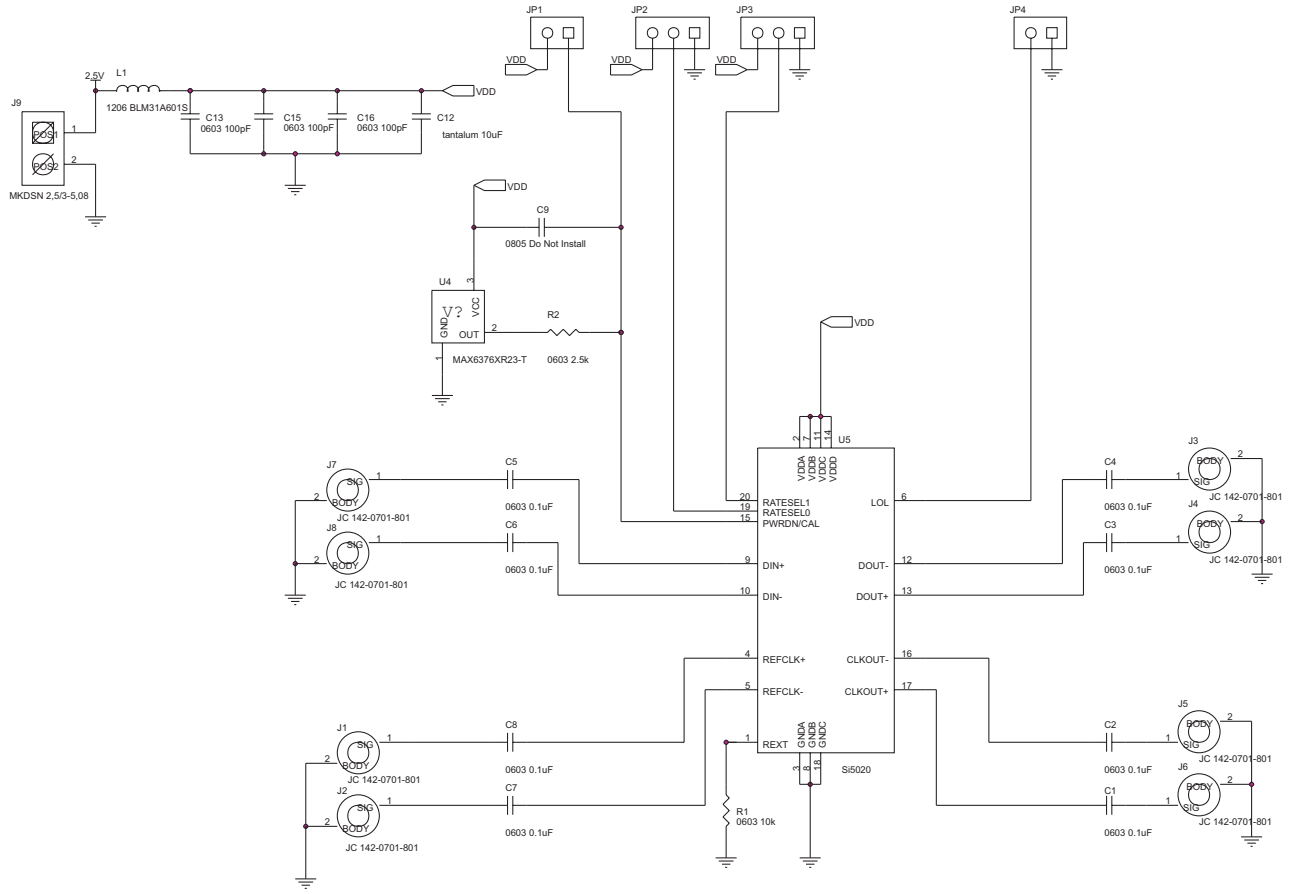 JP1
JP2
JP3
JP4
VDD
VDD
VDD
2.5V
L1
VDD
J9
1206 BLM31A601S
C13
0603 100pF
C15
0603 100pF
C16
0603 100pF
C12
tantalum 10uF
POS1
1
POS2
2
MKDSN 2,5/3-5,08
VDD
C9
0805 Do Not Install
U4
3
VCC
V?
GND
OUT
2
1
R2
0603 2.5k
MAX6376XR23-T
VDD
2
7
11
14
U5
VDDA
VDDB
VDDC
VDDD
20
RATESEL1
19
RATESEL0
15
PWRDN/CAL
9
DIN+
10
DIN-
4
REFCLK+
5
REFCLK-
1
REXT
LOL
6
DOUT-
12
DOUT+
13
CLKOUT-
16
CLKOUT+
17
GNDA
GNDB
GNDC
3
8
18
Si5020
J7
SIG
1
2
BODY
JC 142-0701-801
C5
0603 0.1uF
J8
SIG
1
2
BODY
JC 142-0701-801
C6
0603 0.1uF
J1
SIG
1
2
BODY
JC 142-0701-801
C8
0603 0.1uF
J2
SIG
1
2
BODY
JC 142-0701-801
C7
0603 0.1uF
R1
0603 10k
C4
0603 0.1uF
J3
BODY
2
1
SIG
JC 142-0701-801
C3
0603 0.1uF
J4
BODY
2
1
SIG
JC 142-0701-801
C2
0603 0.1uF
J5
BODY
2
1
SIG
JC 142-0701-801
C1
0603 0.1uF
J6
BODY
2
1
SIG
JC 142-0701-801